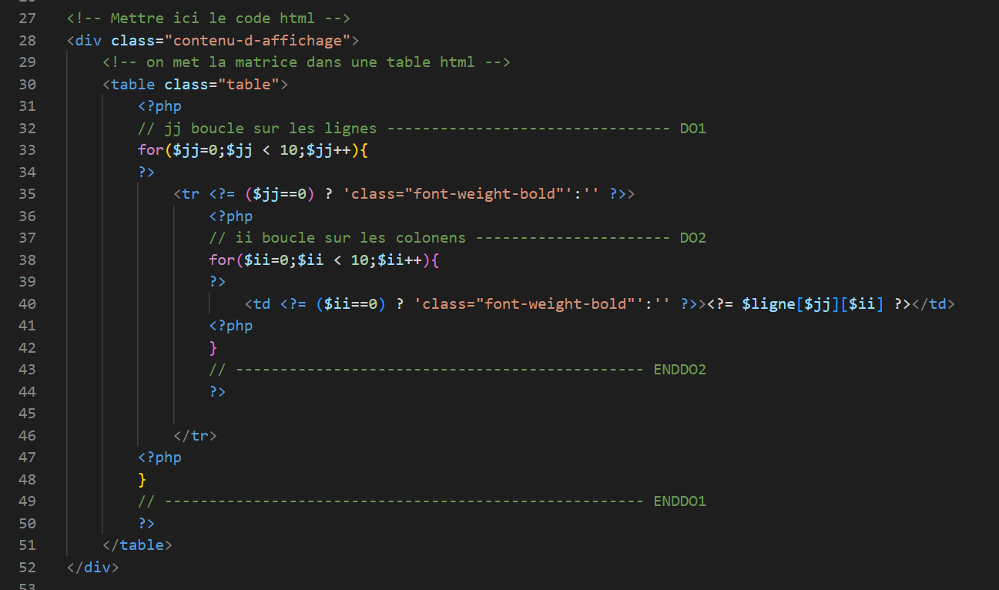 27 <!-- Mettre ici le code html -->
28 <div class="contenu-d-affichage">
29 <!-- on met la matrice dans une table html -->
30 <table class="table">
31 <?php
32 // jj boucle sur les lignes -------------------------------- DO1
33 for($jj=0;$jj < 10;$jj++){
34 ?>
35 <tr <?= ($jj==0) ? 'class="font-weight-bold"':'' ?>>
36 <?php
37 // ii boucle sur les colonens ---------------------- DO2
38 for($ii=0;$ii < 10;$ii++){
39 ?>
40 <td <?= ($ii==0) ? 'class="font-weight-bold"':'' ?>><?= $ligne[$jj][$ii] ?></td>
41 <?php
42 }
43 // ---------------------------------------------- ENDDO2
44 ?>
45
46 </tr>
47 <?php
48 }
49 // ------------------------------------------------------ ENDDO1
50 ?>
51 </table>
52 </div>
53